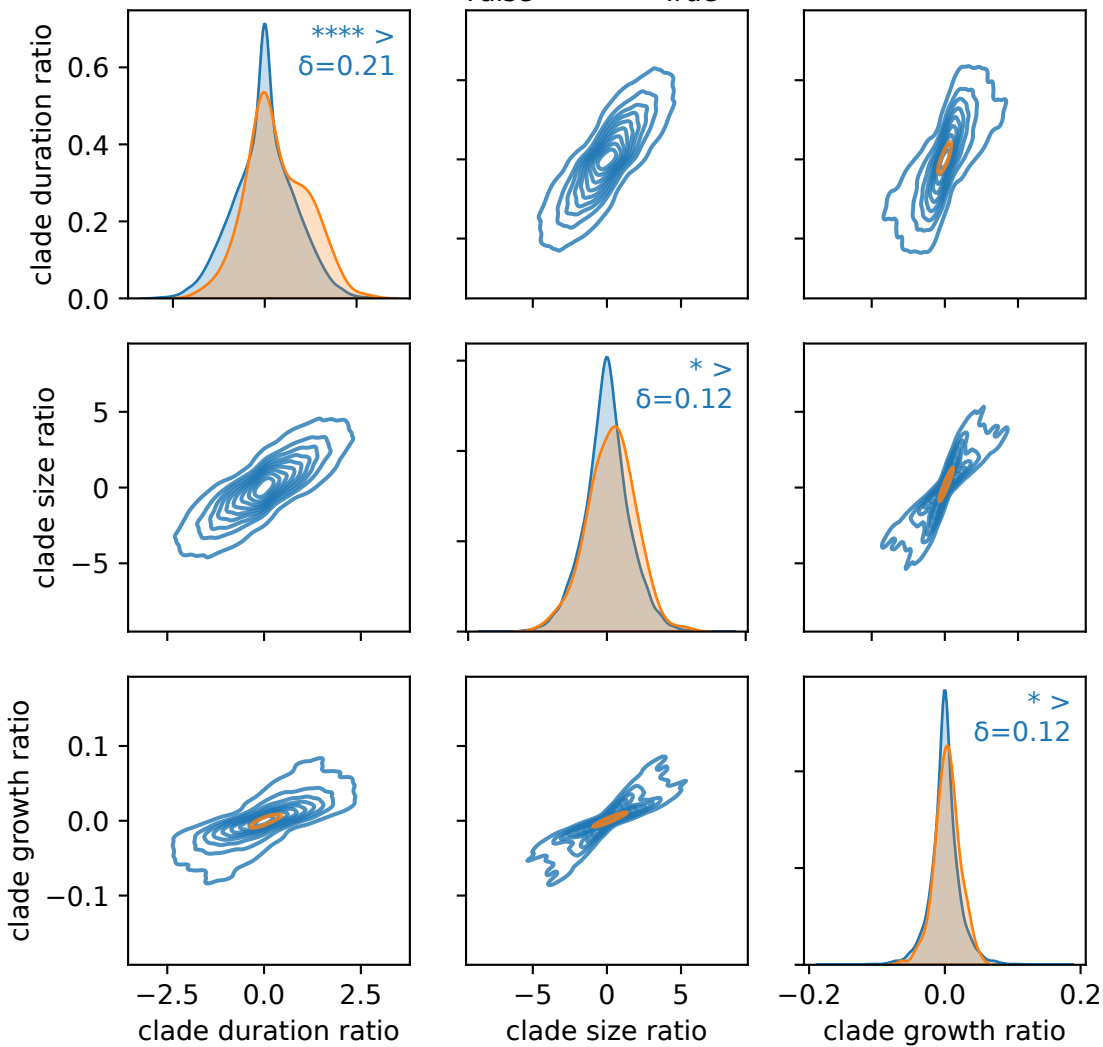 **** >
δ=0.21
clade duration ratio
0.6
0.4
0.2
0.0
* >
δ=0.12
clade size ratio
5
0
−5
* >
δ=0.12
clade growth ratio
0.1
0.0
−0.1
−2.5 0.0 2.5
clade duration ratio
−5 0 5
clade size ratio
−0.2 0.0 0.2
clade growth ratio